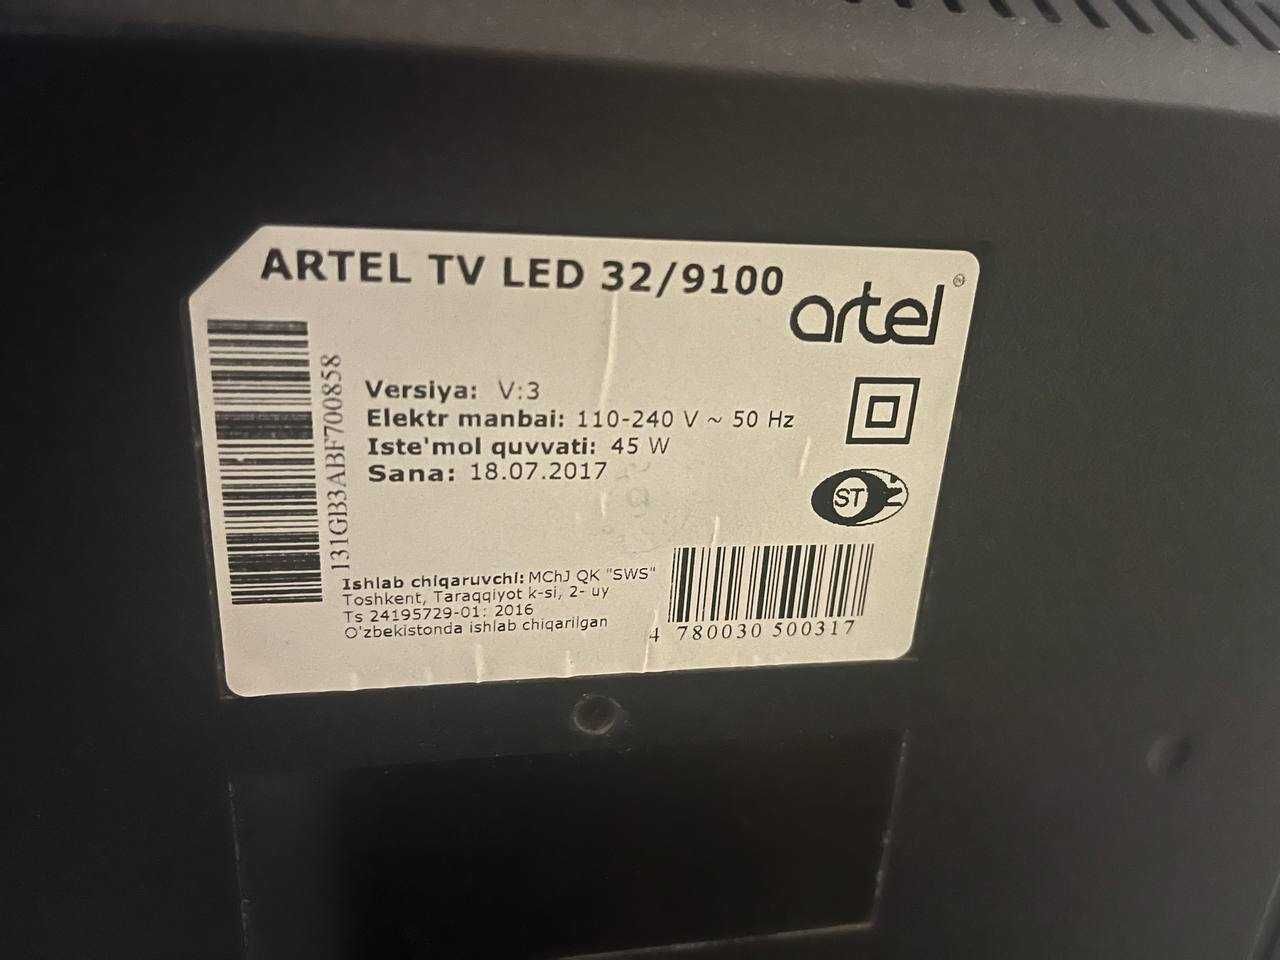 ARTEL TV LED 32/9100
artel
131GB3ABF700858
Versiya: V:3
Elektr manbai: 110-240 V ~ 50 Hz
Iste'mol quvvati: 45 W
Sana: 18.07.2017
ST
Ishlab chiqaruvchi: MChJ QK "SWS"
Toshkent, Taraqqiyot k-si, 2- uy
Ts 24195729-01: 2016
O'zbekistonda ishlab chiqarilgan
4 780030 500317